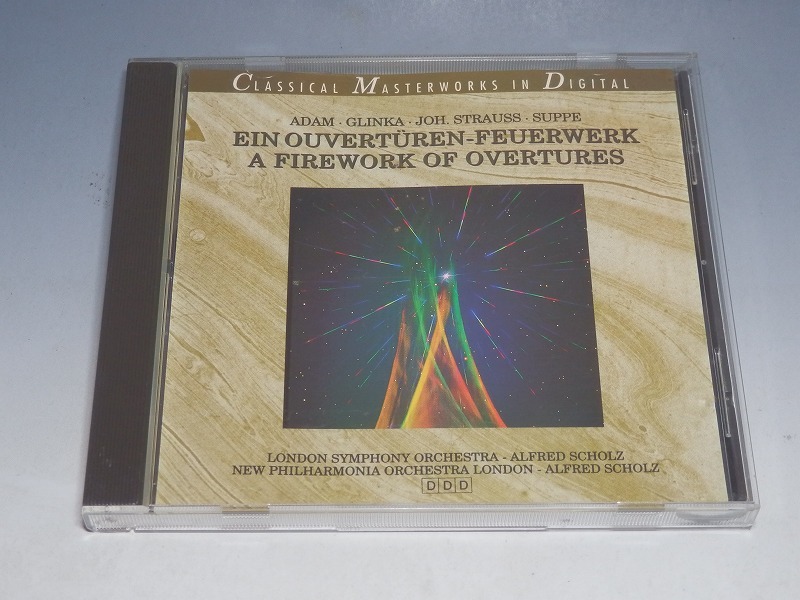 CLASSICAL MASTERWORKS IN DIGITAL
ADAM · GLINKA · JOH. STRAUSS · SUPPE
EIN OUVERTÜREN-FEUERWERK
A FIREWORK OF OVERTURES
LONDON SYMPHONY ORCHESTRA - ALFRED SCHOLZ
NEW PHILHARMONIA ORCHESTRA LONDON - ALFRED SCHOLZ
DDD